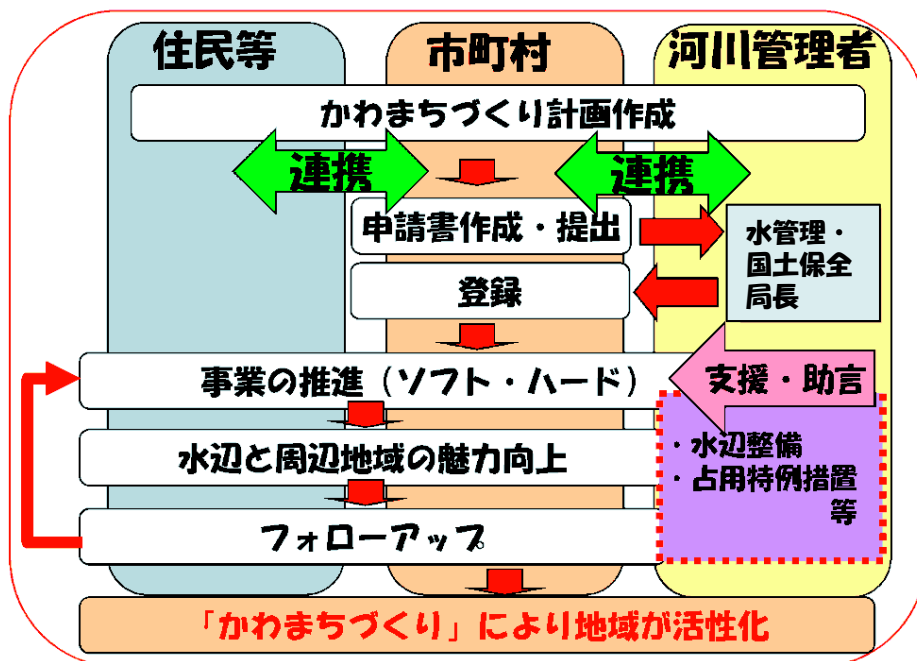 住民等
市町村
河川管理者
かわまちづくり計画作成
連携
連携
申請書作成・提出
水管理・
国土保全
局長
登録
事業の推進（ソフト・ハード）
支援・助言
・水辺整備
・占用特例措置
等
水辺と周辺地域の魅力向上
フォローアップ。
「かわまちづくり」により地域が活性化